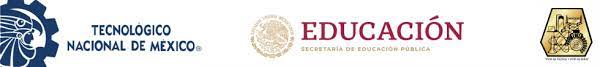 TECNOLÓGICO
NACIONAL DE MÉXICO®
EDUCACIÓN
SECRETARÍA DE EDUCACIÓN PÚBLICA